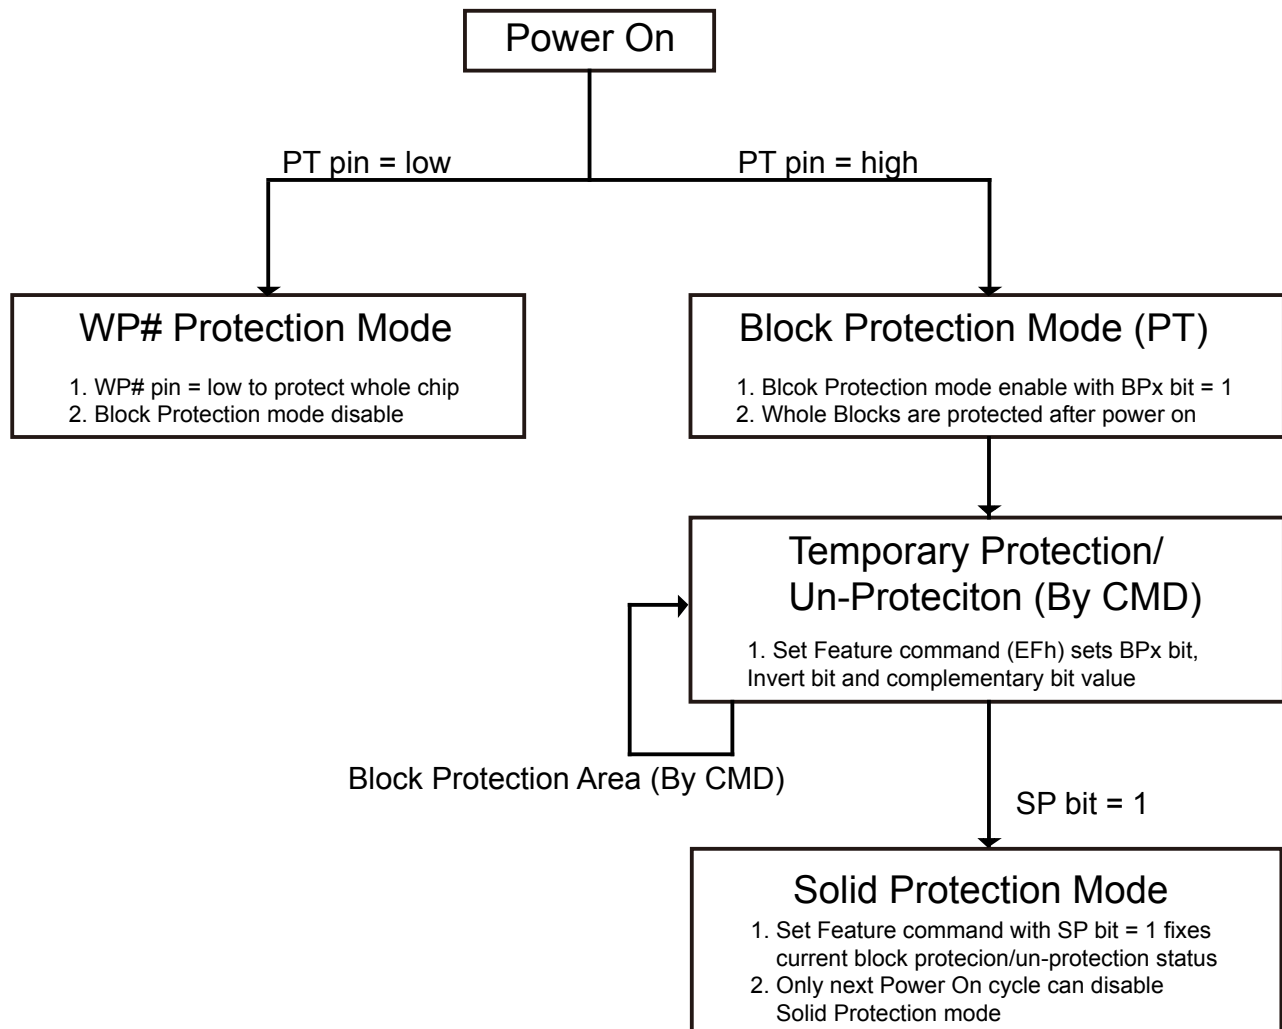 Power On
PT pin = low
PT pin = high
WP# Protection Mode
1. WP# pin = low to protect whole chip
2. Block Protection mode disable
Block Protection Mode (PT)
1. Blcok Protection mode enable with BPx bit = 1
2. Whole Blocks are protected after power on
Temporary Protection/
Un-Proteciton (By CMD)
1. Set Feature command (EFh) sets BPx bit,
Invert bit and complementary bit value
Block Protection Area (By CMD)
SP bit = 1
Solid Protection Mode
1. Set Feature command with SP bit = 1 fixes
current block protecion/un-protection status
2. Only next Power On cycle can disable
Solid Protection mode